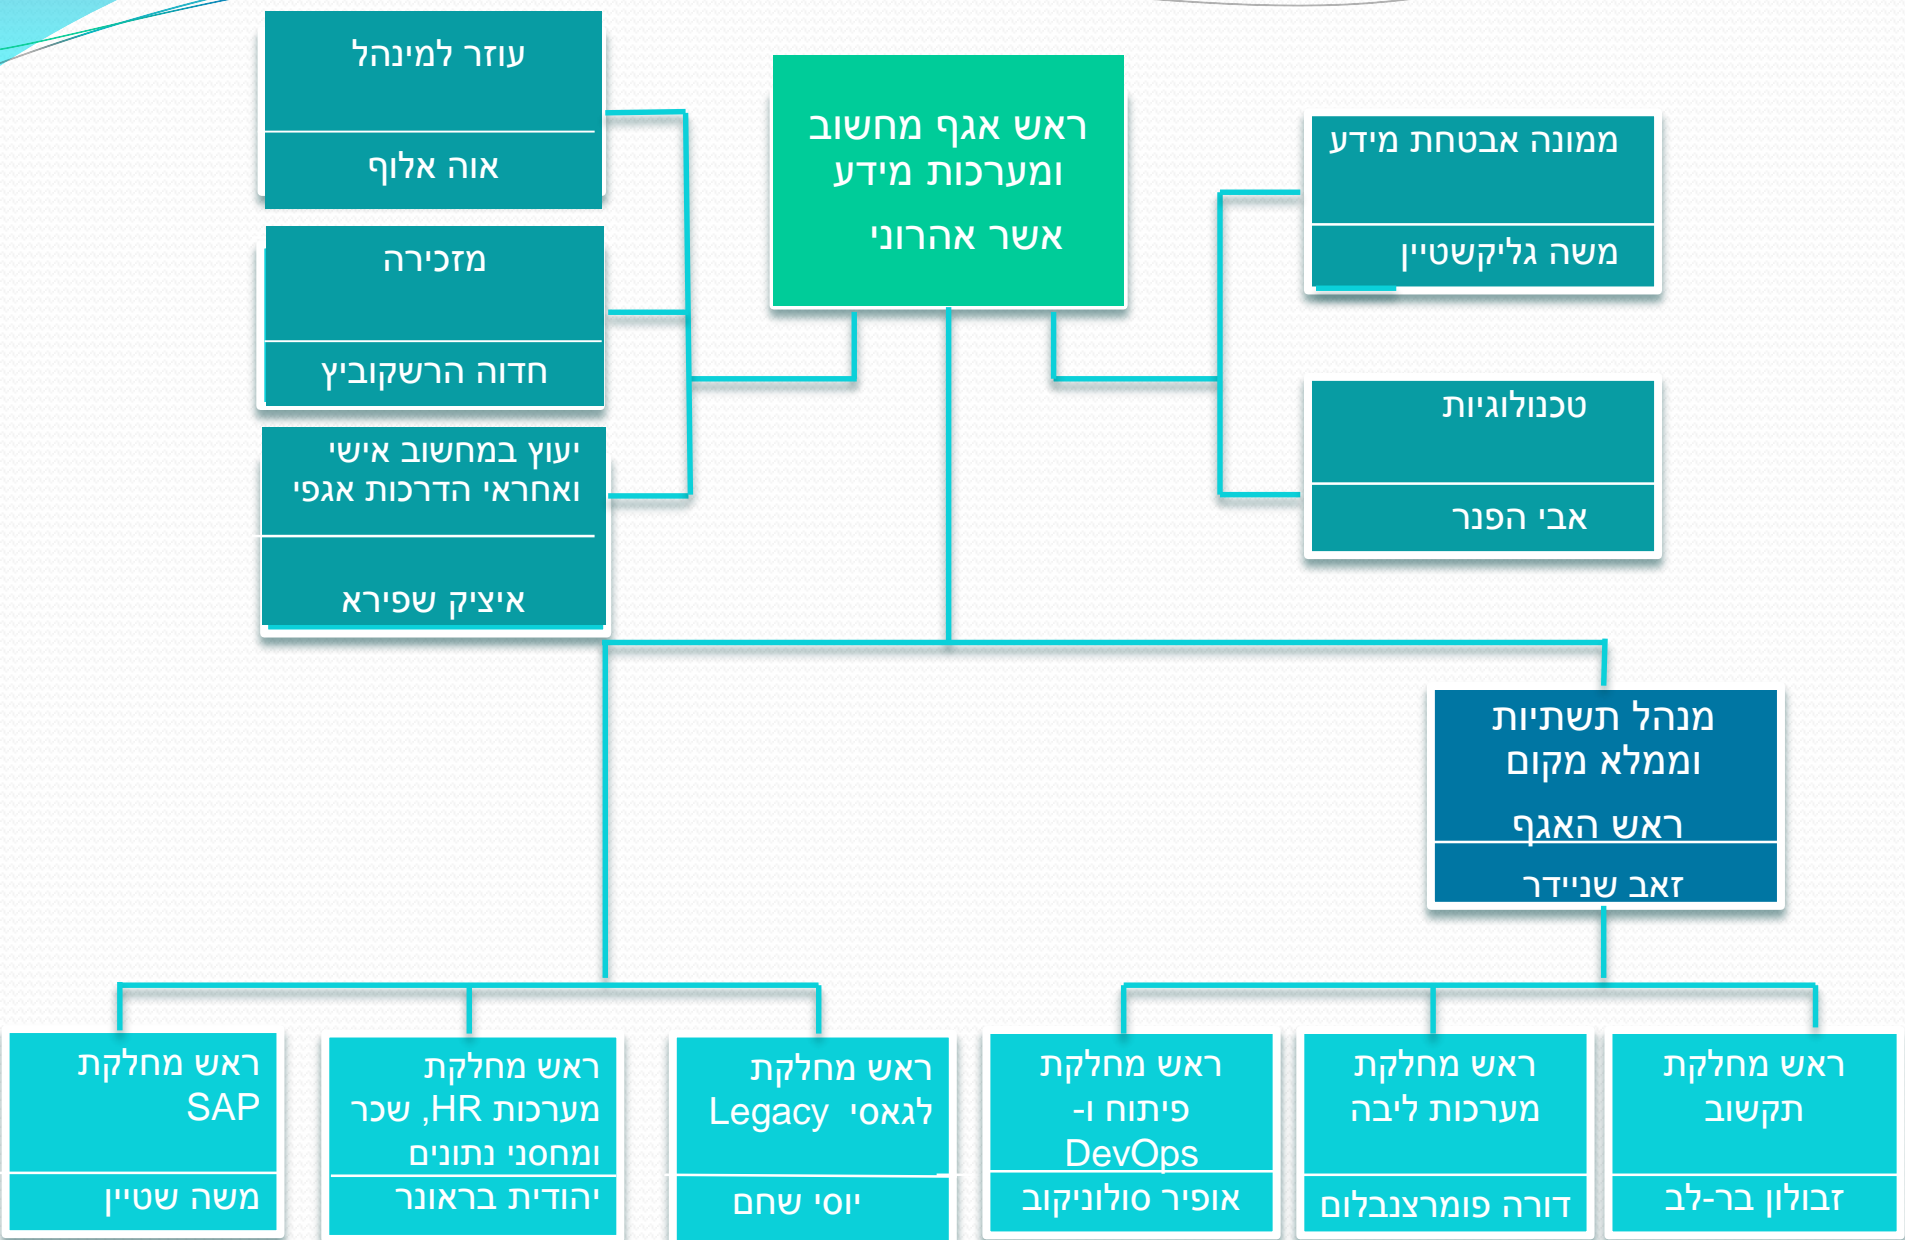 ראש אגף מחשוב
ומערכות מידע
אשר אהרוני
ממונה אבטחת מידע
משה גליקשטיין
טכנולוגיות
אבי הפנר
עוזר למינהל
אוה אלוף
מזכירה
חדוה הרשקוביץ
יעוץ במחשוב אישי
ואחראי הדרכות אגפי
איציק שפירא
מנהל תשתיות
וממלא מקום
ראש האגף
זאב שניידר
ראש מחלקת
תקשוב
זבולון בר-לב
ראש מחלקת
מערכות ליבה
דורה פומרצנבלום
ראש מחלקת
פיתוח ו-
DevOps
אופיר סולוניקוב
ראש מחלקת
לגאסי Legacy
יוסי שחם
ראש מחלקת
מערכות HR, שכר
ומחסני נתונים
יהודית בראונר
ראש מחלקת
SAP
משה שטיין